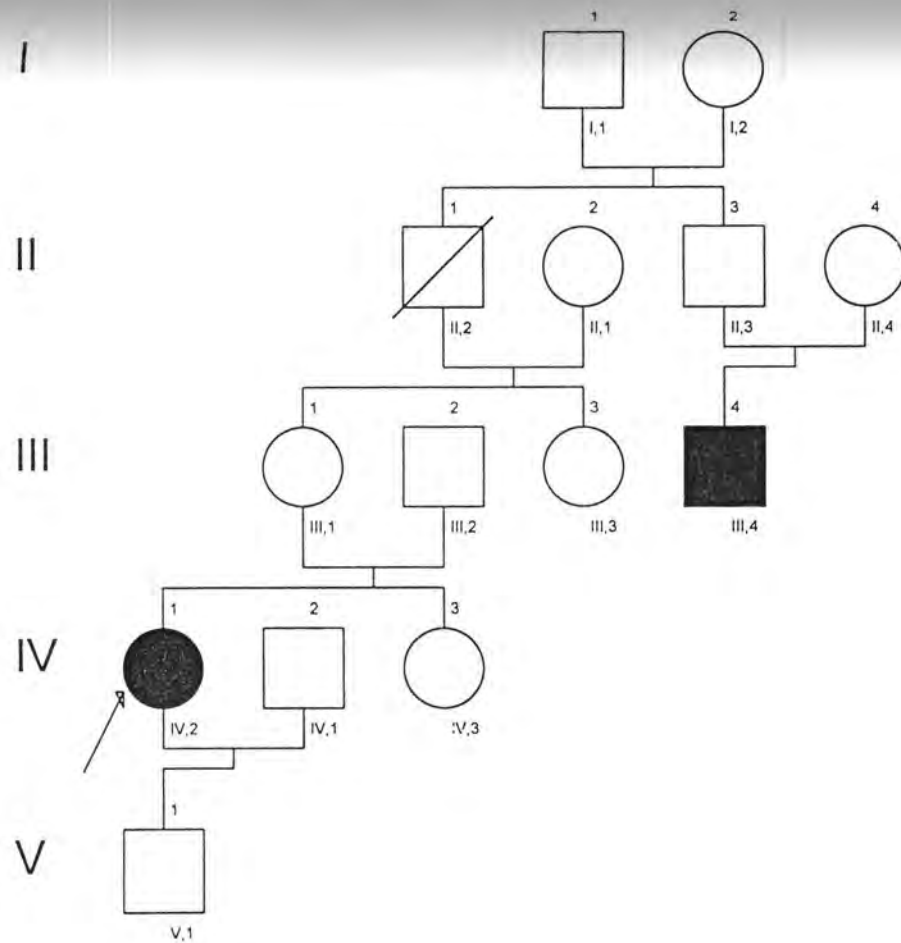 1 2
I
I,1 I,2
1 2 3 4
II
II,2 II,1 II,3 II,4
1 2 3 4
III
III,1 III,2 III,3 III,4
1 2 3
IV
IV,2 IV,1 IV,3
1
V
V,1